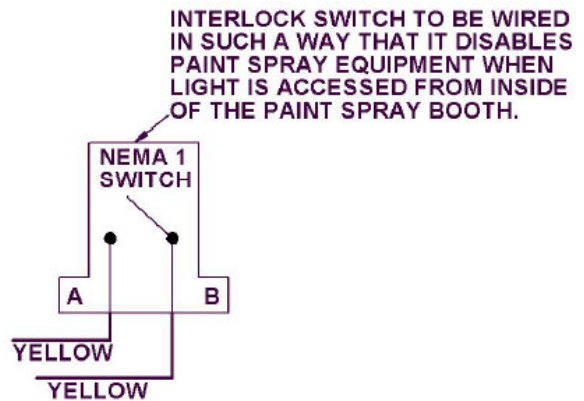 INTERLOCK SWITCH TO BE WIRED
IN SUCH A WAY THAT IT DISABLES
PAINT SPRAY EQUIPMENT WHEN
LIGHT IS ACCESSED FROM INSIDE
OF THE PAINT SPRAY BOOTH.
NEMA 1
SWITCH
A B
YELLOW
YELLOW